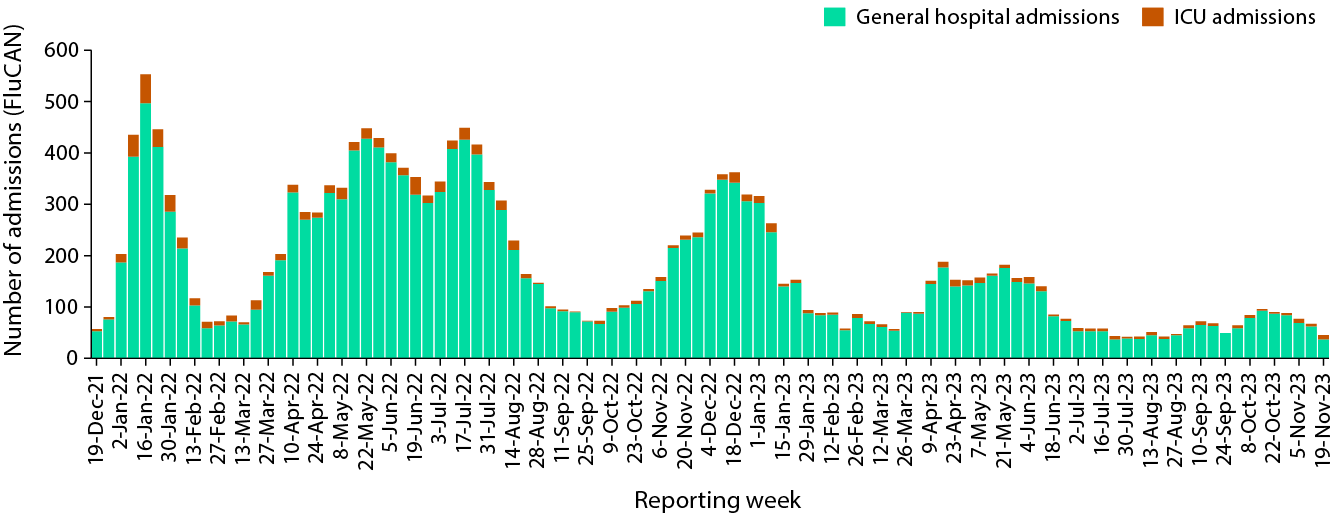 General hospital admissions
ICU admissions
Number of admissions (FluCAN)
600
500
400
300
200
100
0
19-Dec-21
2-Jan-22
16-Jan-22
30-Jan-22
13-Feb-22
27-Feb-22
13-Mar-22
27-Mar-22
10-Apr-22
24-Apr-22
8-May-22
22-May-22
5-Jun-22
19-Jun-22
3-Jul-22
17-Jul-22
31-Jul-22
14-Aug-22
28-Aug-22
11-Sep-22
25-Sep-22
9-Oct-22
23-Oct-22
6-Nov-22
20-Nov-22
4-Dec-22
18-Dec-22
1-Jan-23
15-Jan-23
29-Jan-23
12-Feb-23
26-Feb-23
12-Mar-23
26-Mar-23
9-Apr-23
23-Apr-23
7-May-23
21-May-23
4-Jun-23
18-Jun-23
2-Jul-23
16-Jul-23
30-Jul-23
13-Aug-23
27-Aug-23
10-Sep-23
24-Sep-23
8-Oct-23
22-Oct-23
5-Nov-23
19-Nov-23
Reporting week